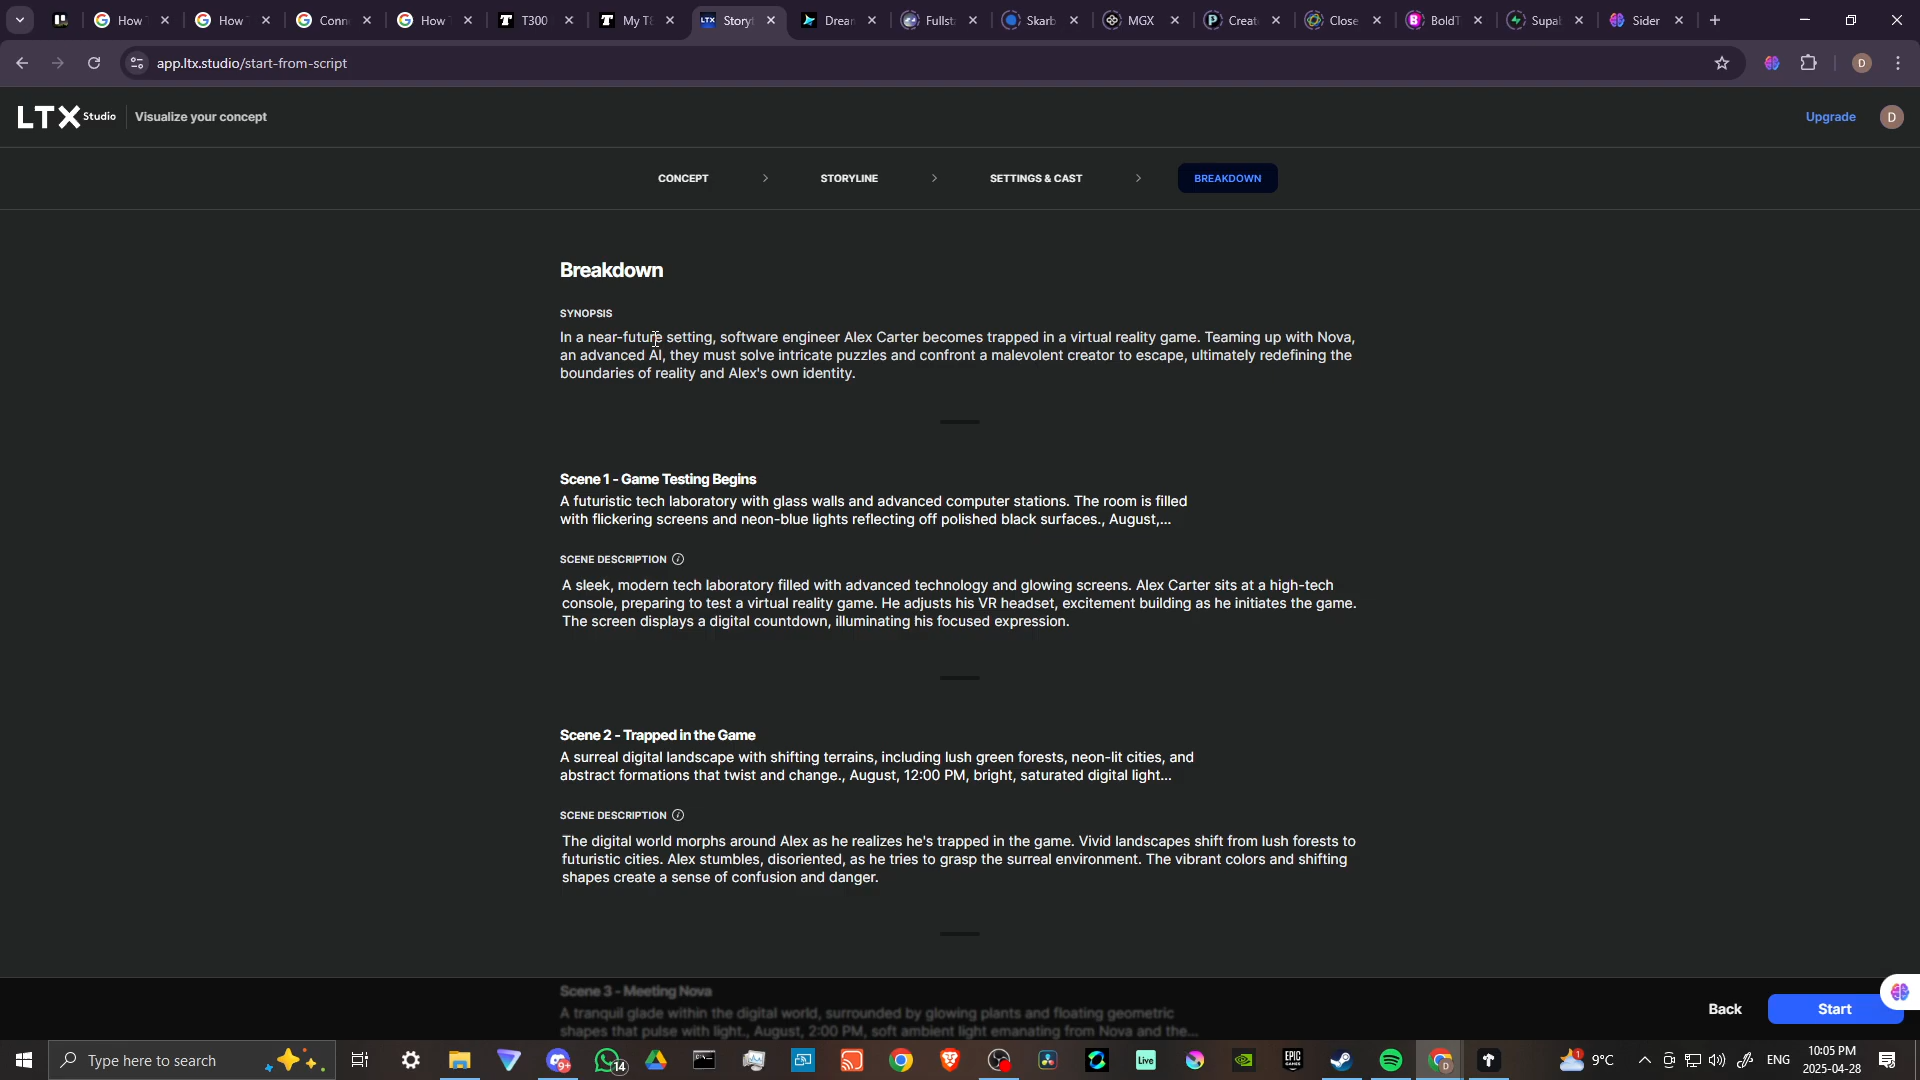 How
How
Conn
How
T300
My T
Story
Drear
Fullst
Skarb
MGX
Creat
Close
BoldT
Supal
Sider
app.ltx.studio/start-from-script
D
LTX Studio
Visualize your concept
Upgrade
D
CONCEPT
STORYLINE
SETTINGS & CAST
BREAKDOWN
Breakdown
SYNOPSIS
In a near-future setting, software engineer Alex Carter becomes trapped in a virtual reality game. Teaming up with Nova,
an advanced AI, they must solve intricate puzzles and confront a malevolent creator to escape, ultimately redefining the
boundaries of reality and Alex's own identity.
Scene 1 - Game Testing Begins
A futuristic tech laboratory with glass walls and advanced computer stations. The room is filled
with flickering screens and neon-blue lights reflecting off polished black surfaces., August,...
SCENE DESCRIPTION
A sleek, modern tech laboratory filled with advanced technology and glowing screens. Alex Carter sits at a high-tech
console, preparing to test a virtual reality game. He adjusts his VR headset, excitement building as he initiates the game.
The screen displays a digital countdown, illuminating his focused expression.
Scene 2 - Trapped in the Game
A surreal digital landscape with shifting terrains, including lush green forests, neon-lit cities, and
abstract formations that twist and change., August, 12:00 PM, bright, saturated digital light...
SCENE DESCRIPTION
The digital world morphs around Alex as he realizes he's trapped in the game. Vivid landscapes shift from lush forests to
futuristic cities. Alex stumbles, disoriented, as he tries to grasp the surreal environment. The vibrant colors and shifting
shapes create a sense of confusion and danger.
Scene 3 - Meeting Nova
A tranquil glade within the digital world, surrounded by glowing plants and floating geometric
shapes that pulse with light., August, 2:00 PM, soft ambient light emanating from Nova and the...
Back
Start
Type here to search
9+
14
Live
EPIC GAMES
D
1
9°C
ENG
10:05 PM
2025-04-28